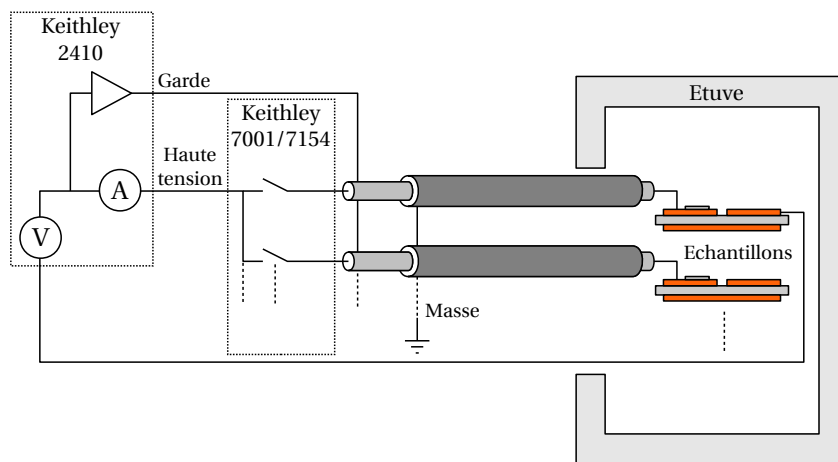 Keithley
2410
Garde
Keithley
7001/7154
Haute
tension
A
V
Etuve
Echantillons
Masse